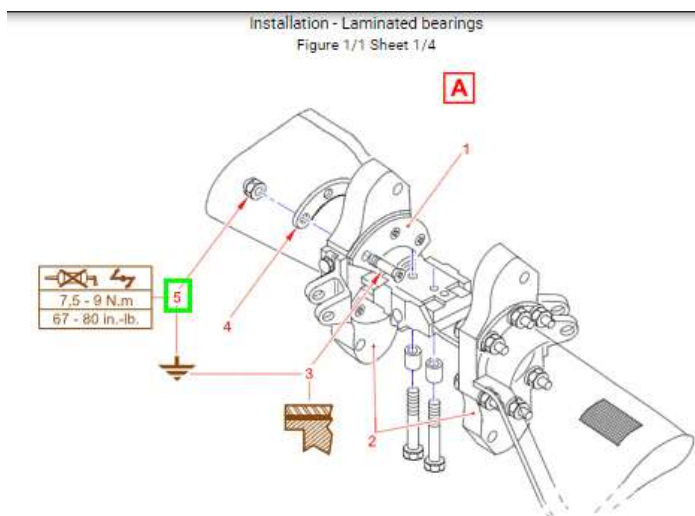 Installation - Laminated bearings
Figure 1/1 Sheet 1/4
A
1
5
7,5 - 9 N.m
67 - 80 in.-lb.
4
3
2